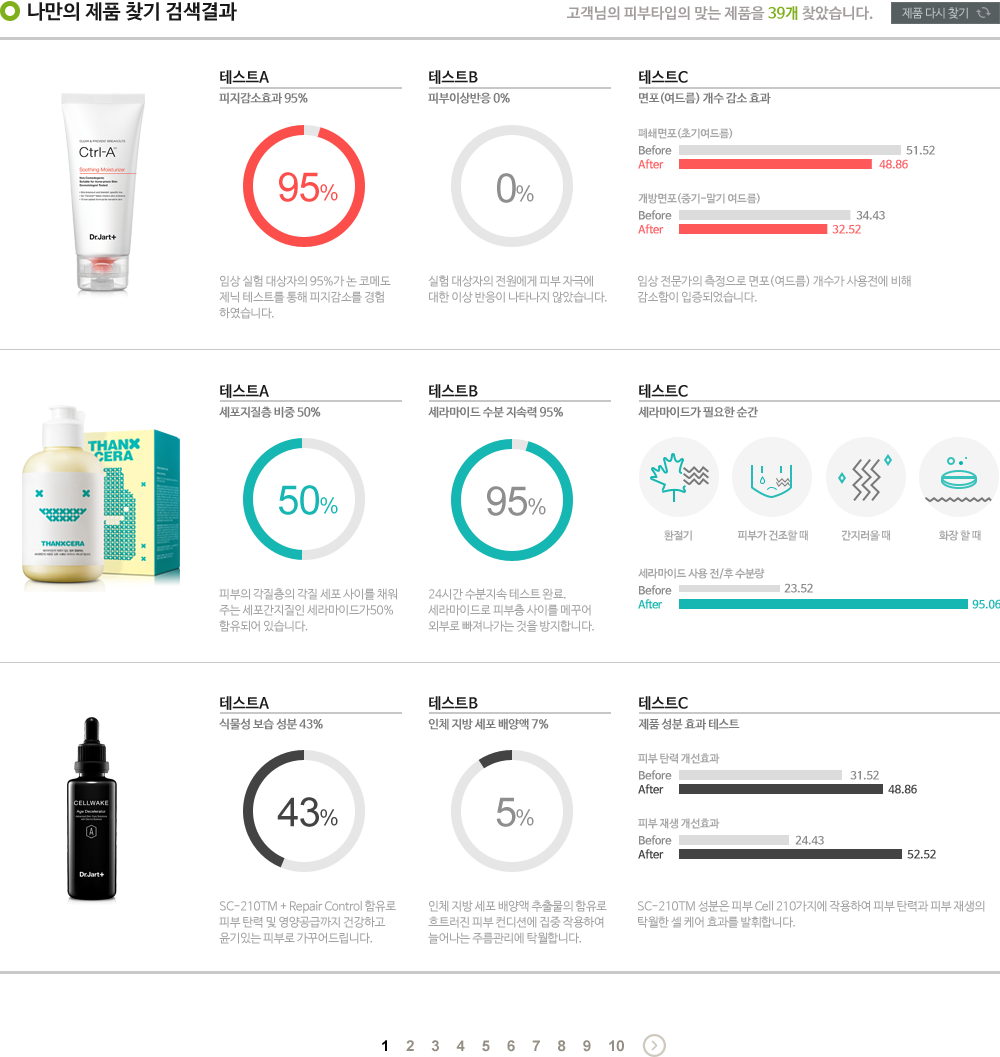 나만의 제품 찾기 검색결과
고객님의 피부타입의 맞는 제품을 39개 찾았습니다.
제품 다시 찾기
Ctrl-A
Soothing Moisturizer
Dr.Jart+
테스트A
피지감소효과 95%
95%
임상 실험 대상자의 95%가 논 코메도
제닉 테스트를 통해 피지감소를 경험
하였습니다.
테스트B
피부이상반응 0%
0%
실험 대상자의 전원에게 피부 자극에
대한 이상 반응이 나타나지 않았습니다.
테스트C
면포(여드름) 개수 감소 효과
폐쇄면포(초기여드름)
Before 51.52
After 48.86
개방면포(중기-말기 여드름)
Before 34.43
After 32.52
임상 전문가의 측정으로 면포(여드름) 개수가 사용전에 비해
감소함이 입증되었습니다.
THANX
CERA
THANXCERA
테스트A
세포지질층 비중 50%
50%
피부의 각질층의 각질 세포 사이를 채워
주는 세포간지질인 세라마이드가50%
함유되어 있습니다.
테스트B
세라마이드 수분 지속력 95%
95%
24시간 수분지속 테스트 완료.
세라마이드로 피부층 사이를 메꾸어
외부로 빠져나가는 것을 방지합니다.
테스트C
세라마이드가 필요한 순간
환절기
피부가 건조할 때
간지러울 때
화장 할 때
세라마이드 사용 전/후 수분량
Before 23.52
After 95.06
CELLWAKE
Age Decelerator
A
Dr.Jart+
테스트A
식물성 보습 성분 43%
43%
SC-210TM + Repair Control 함유로
피부 탄력 및 영양공급까지 건강하고
윤기있는 피부로 가꾸어드립니다.
테스트B
인체 지방 세포 배양액 7%
5%
인체 지방 세포 배양액 추출물의 함유로
흐트러진 피부 컨디션에 집중 작용하여
늘어나는 주름관리에 탁월합니다.
테스트C
제품 성분 효과 테스트
피부 탄력 개선효과
Before 31.52
After 48.86
피부 재생 개선효과
Before 24.43
After 52.52
SC-210TM 성분은 피부 Cell 210가지에 작용하여 피부 탄력과 피부 재생의
탁월한 셀 케어 효과를 발휘합니다.
1 2 3 4 5 6 7 8 9 10